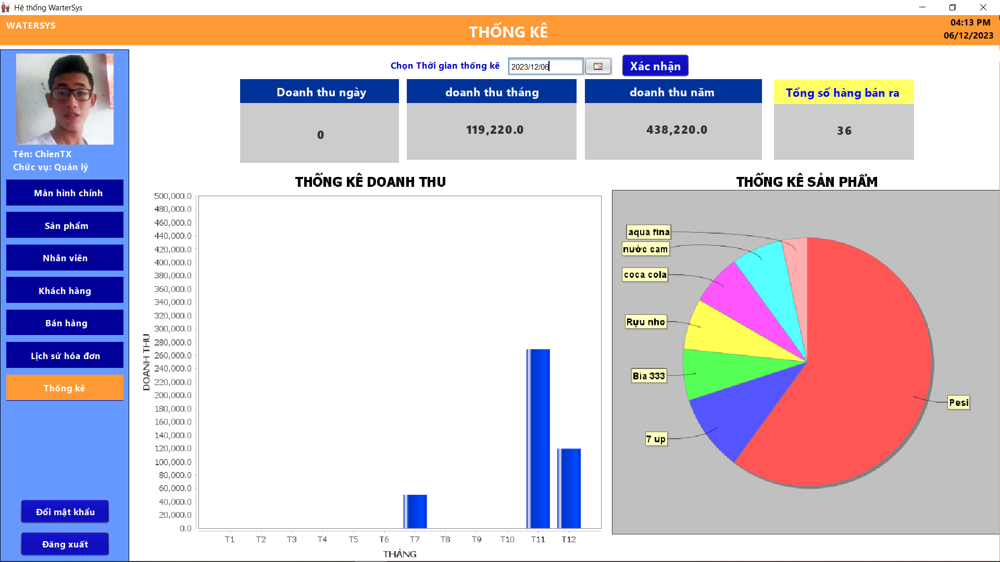 Hệ thống WarterSys
WATERSYS
THỐNG KÊ
04:13 PM
06/12/2023
Tên: ChienTX
Chức vụ: Quản lý
Màn hình chính
Sản phẩm
Nhân viên
Khách hàng
Bán hàng
Lịch sử hóa đơn
Thống kê
Đổi mật khẩu
Đăng xuất
Chọn Thời gian thống kê
2023/12/06
Xác nhận
Doanh thu ngày
0
doanh thu tháng
119,220.0
doanh thu năm
438,220.0
Tổng số hàng bán ra
36
THỐNG KÊ DOANH THU
500,000.0
480,000.0
460,000.0
440,000.0
420,000.0
400,000.0
380,000.0
360,000.0
340,000.0
320,000.0
300,000.0
280,000.0
260,000.0
240,000.0
220,000.0
200,000.0
180,000.0
160,000.0
140,000.0
120,000.0
100,000.0
80,000.0
60,000.0
40,000.0
20,000.0
0.0
DOANH THU
T1 T2 T3 T4 T5 T6 T7 T8 T9 T10 T11 T12
THÁNG
THỐNG KÊ SẢN PHẨM
aqua fina
nước cam
coca cola
Rựu nho
Bia 333
Pesi
7 up